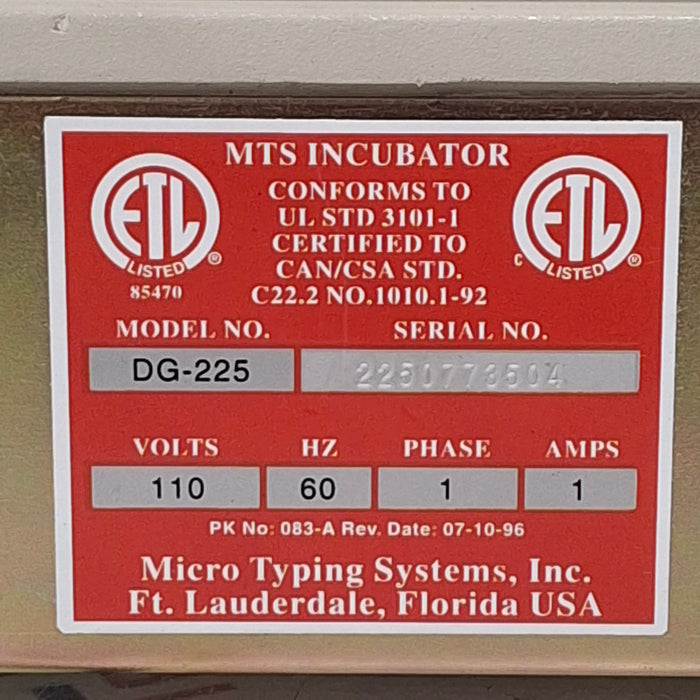 MTS INCUBATOR
CONFORMS TO
UL STD 3101-1
CERTIFIED TO
CAN/CSA STD.
C22.2 NO.1010.1-92
ETL
LISTED ®
85470
ETL
C LISTED ®
MODEL NO. SERIAL NO.
DG-225 2250773504
VOLTS HZ PHASE AMPS
110 60 1 1
PK No: 083-A Rev. Date: 07-10-96
Micro Typing Systems, Inc.
Ft. Lauderdale, Florida USA